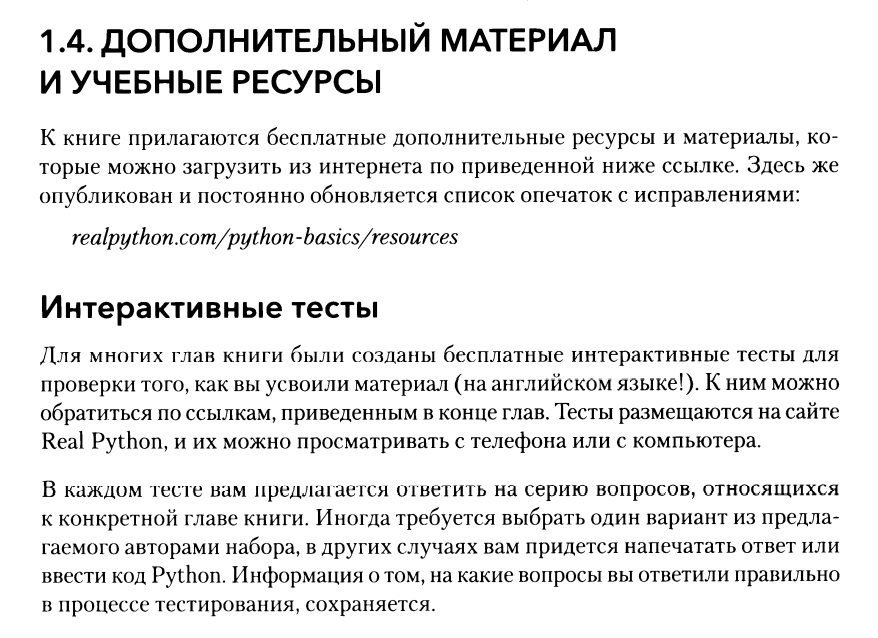 1.4. ДОПОЛНИТЕЛЬНЫЙ МАТЕРИАЛ
И УЧЕБНЫЕ РЕСУРСЫ
К книге прилагаются бесплатные дополнительные ресурсы и материалы, ко-
торые можно загрузить из интернета по приведенной ниже ссылке. Здесь же
опубликован и постоянно обновляется список опечаток с исправлениями:
realpython.com/python-basics/resources
Интерактивные тесты
Для многих глав книги были созданы бесплатные интерактивные тесты для
проверки того, как вы усвоили материал (на английском языке!). К ним можно
обратиться по ссылкам, приведенным в конце глав. Тесты размещаются на сайте
Real Python, и их можно просматривать с телефона или с компьютера.
В каждом тесте вам предлагается ответить на серию вопросов, относящихся
к конкретной главе книги. Иногда требуется выбрать один вариант из предла-
гаемого авторами набора, в других случаях вам придется напечатать ответ или
ввести код Python. Информация о том, на какие вопросы вы ответили правильно
в процессе тестирования, сохраняется.